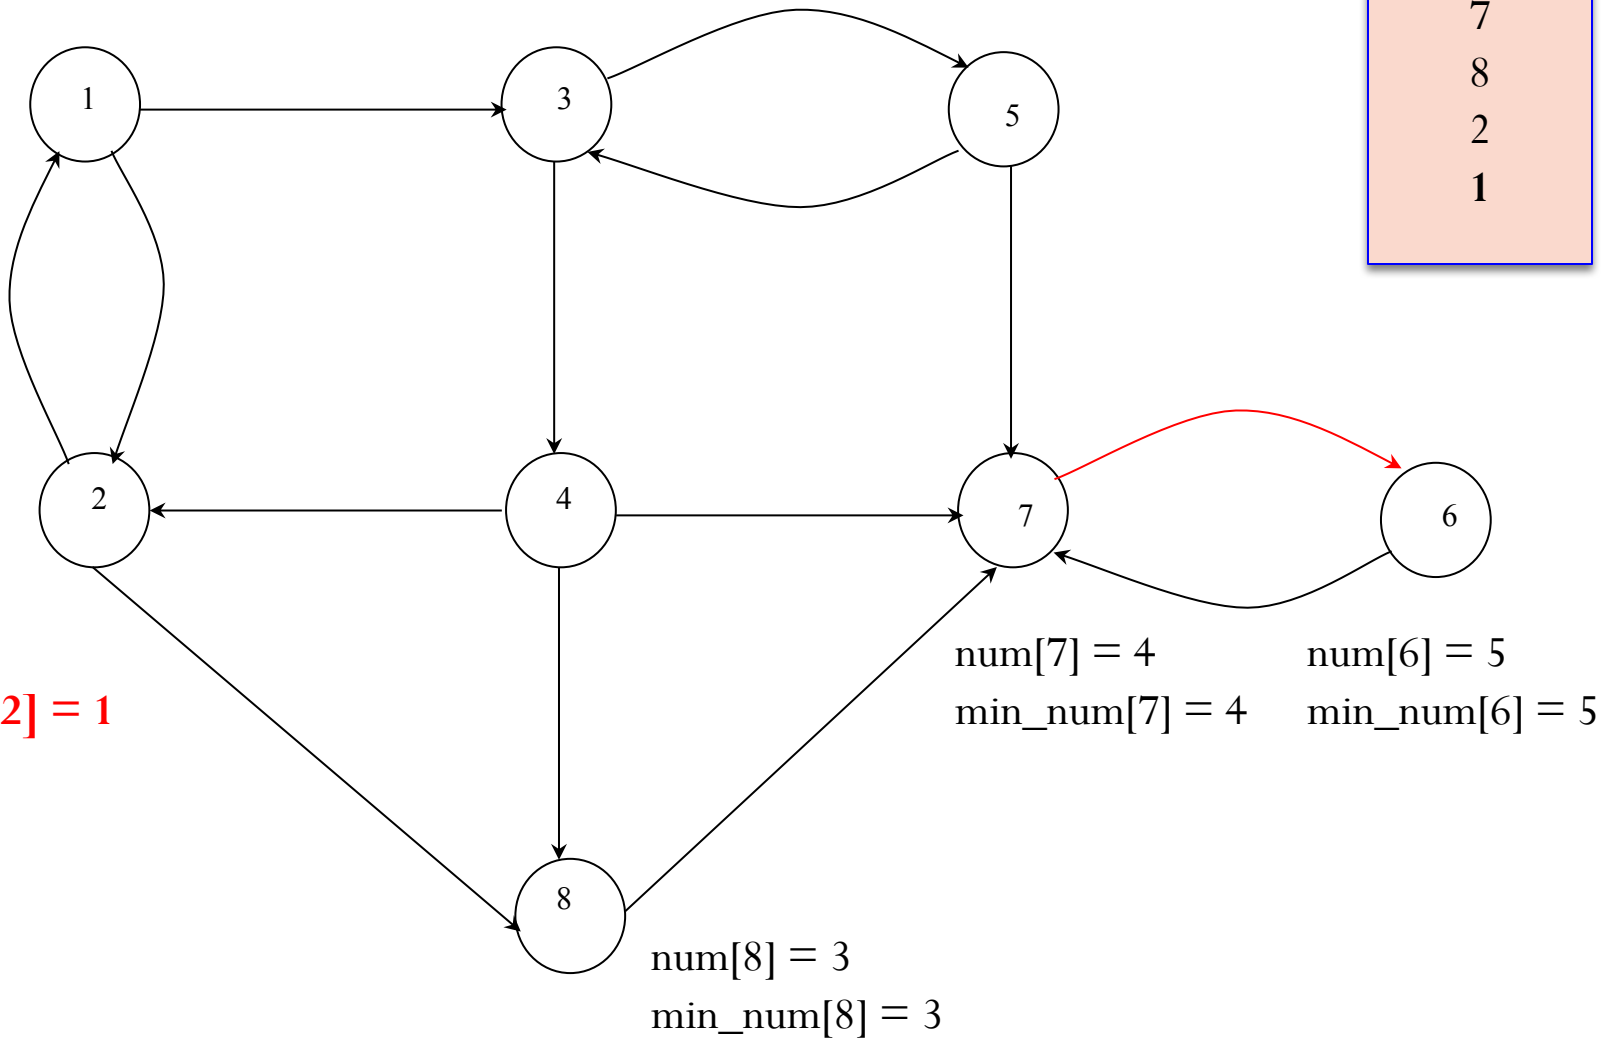 7
8
2
1
1
3
5
2
4
7
6
num[7] = 4
min_num[7] = 4
num[6] = 5
min_num[6] = 5
2] = 1
8
num[8] = 3
min_num[8] = 3